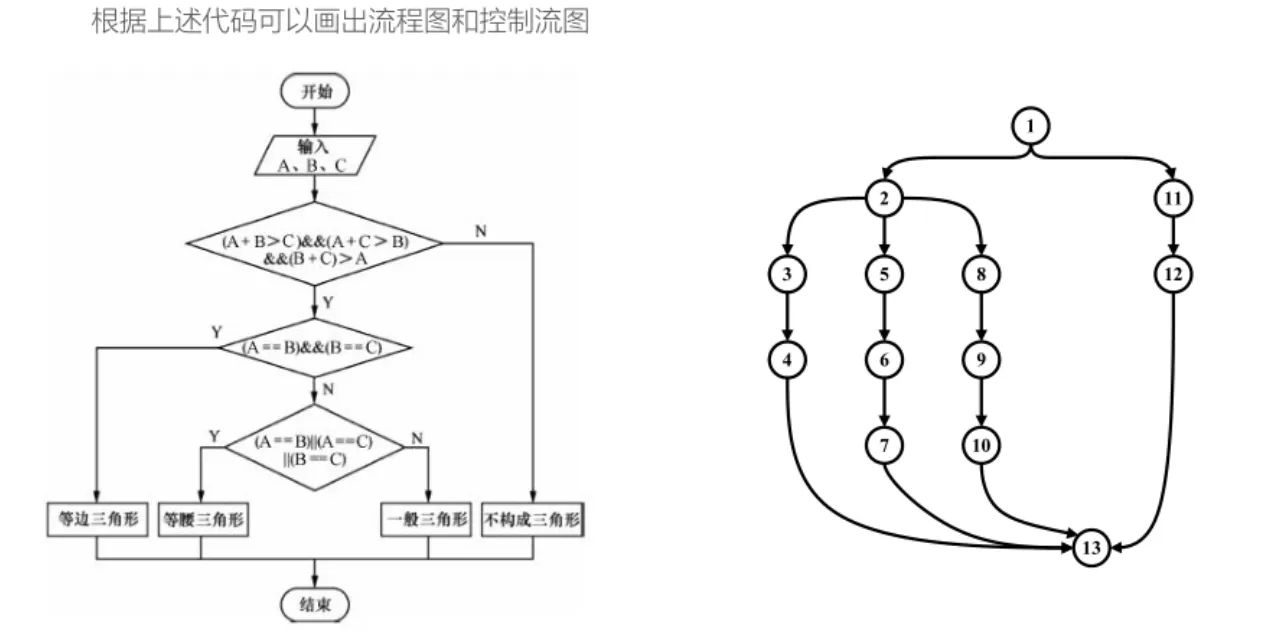 根据上述代码可以画出流程图和控制流图
开始
输入
A、B、C
(A+B>C)&&(A+C>B)
&&(B+C)>A
N
Y
(A==B)&&(B==C)
Y
N
(A==B)||(A==C)
||(B==C)
Y
N
等边三角形
等腰三角形
一般三角形
不构成三角形
结束
1
2
11
3
5
8
12
4
6
9
7
10
13